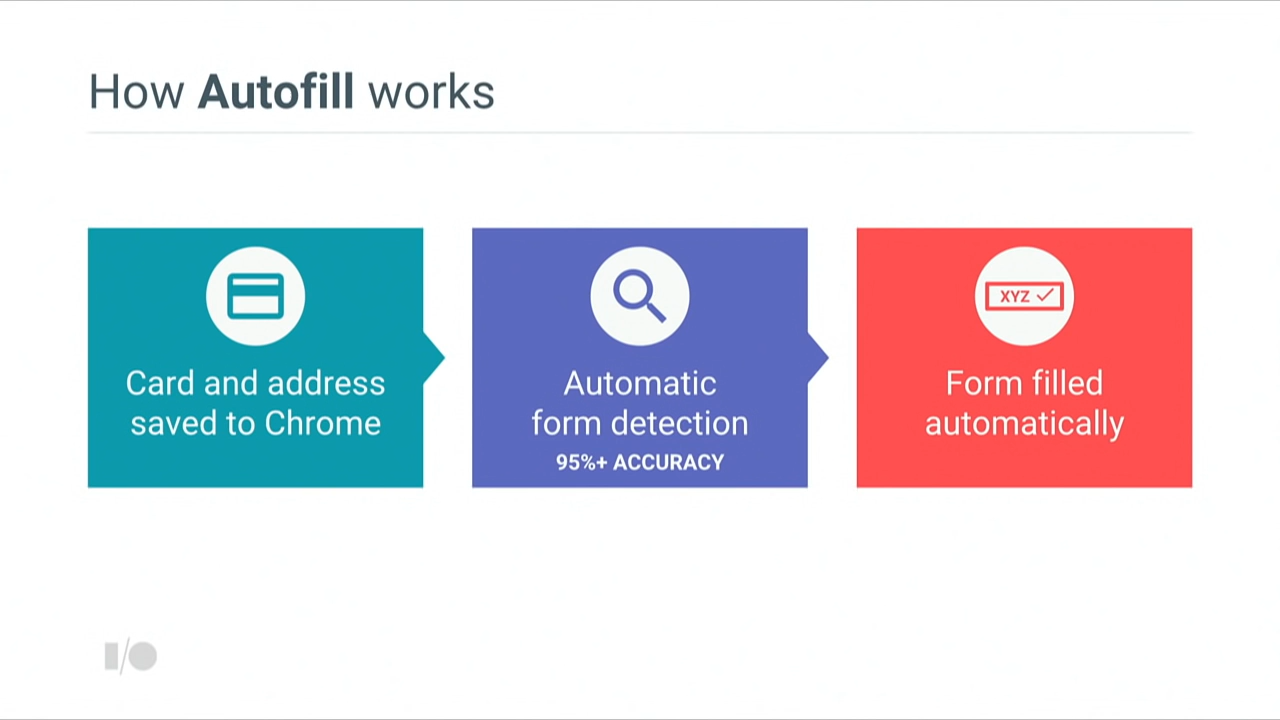 How Autofill works
Card and address
saved to Chrome
Automatic
form detection
95%+ ACCURACY
XYZ
Form filled
automatically
I/O